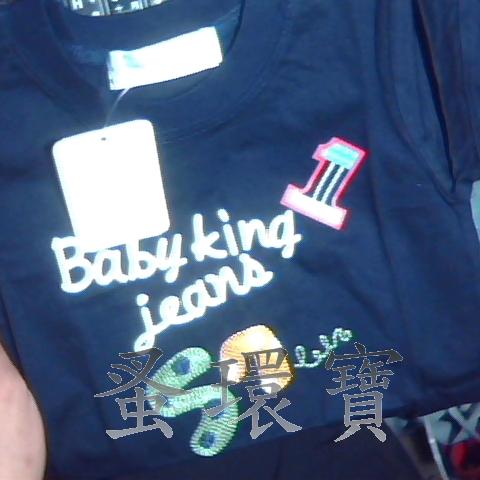 1
Baby king
jeans
蚤環寶